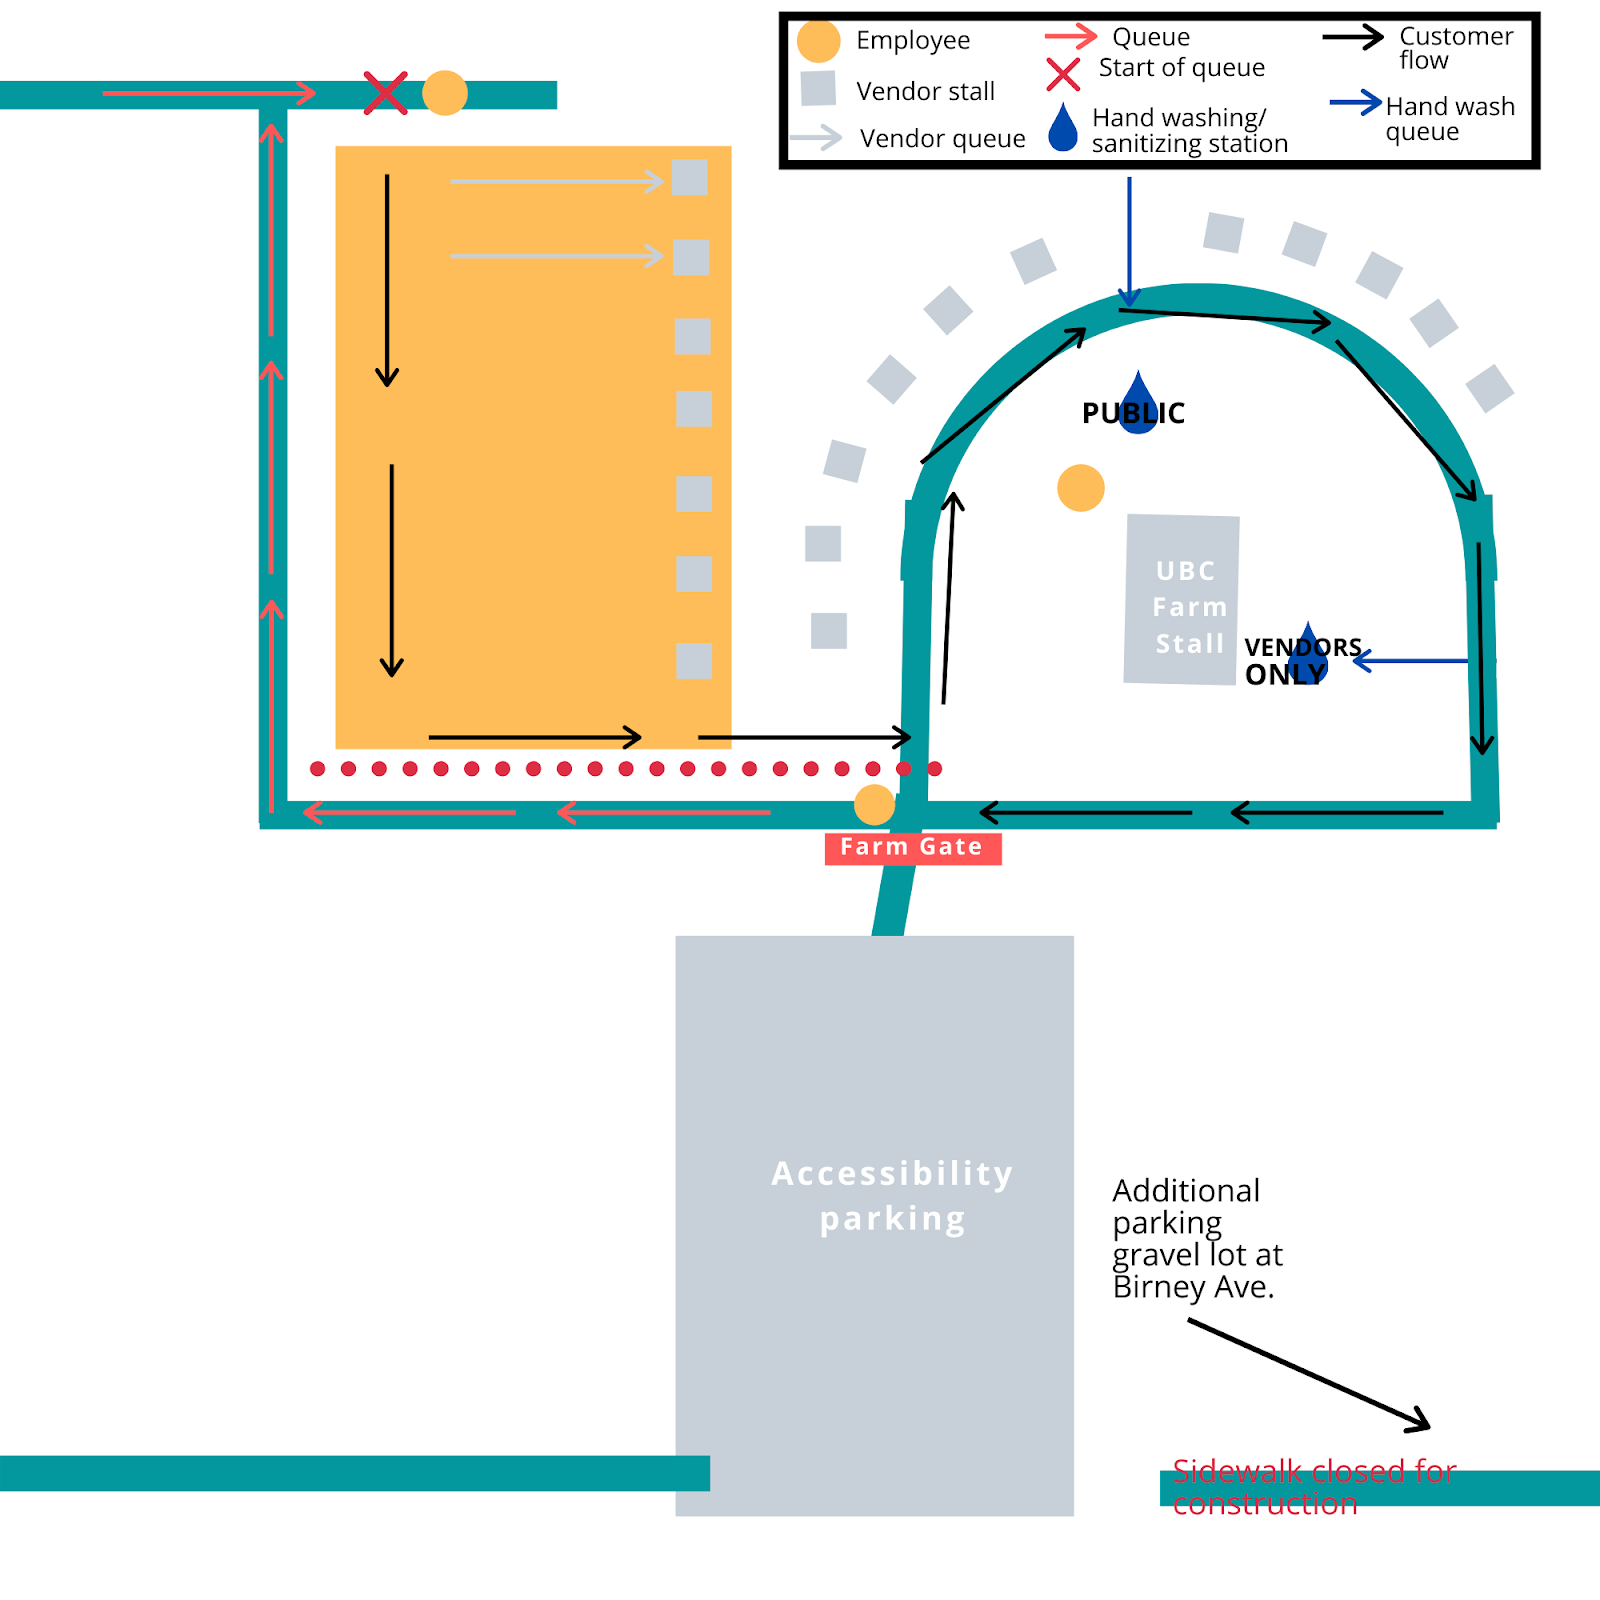 Employee
Vendor stall
Vendor queue
Queue
Start of queue
Hand washing/
sanitizing station
Customer
flow
Hand wash
queue
PUBLIC
UBC
Farm
Stall
VENDORS
ONLY
Farm Gate
Accessibility
parking
Additional
parking
gravel lot at
Birney Ave.
Sidewalk closed for
construction